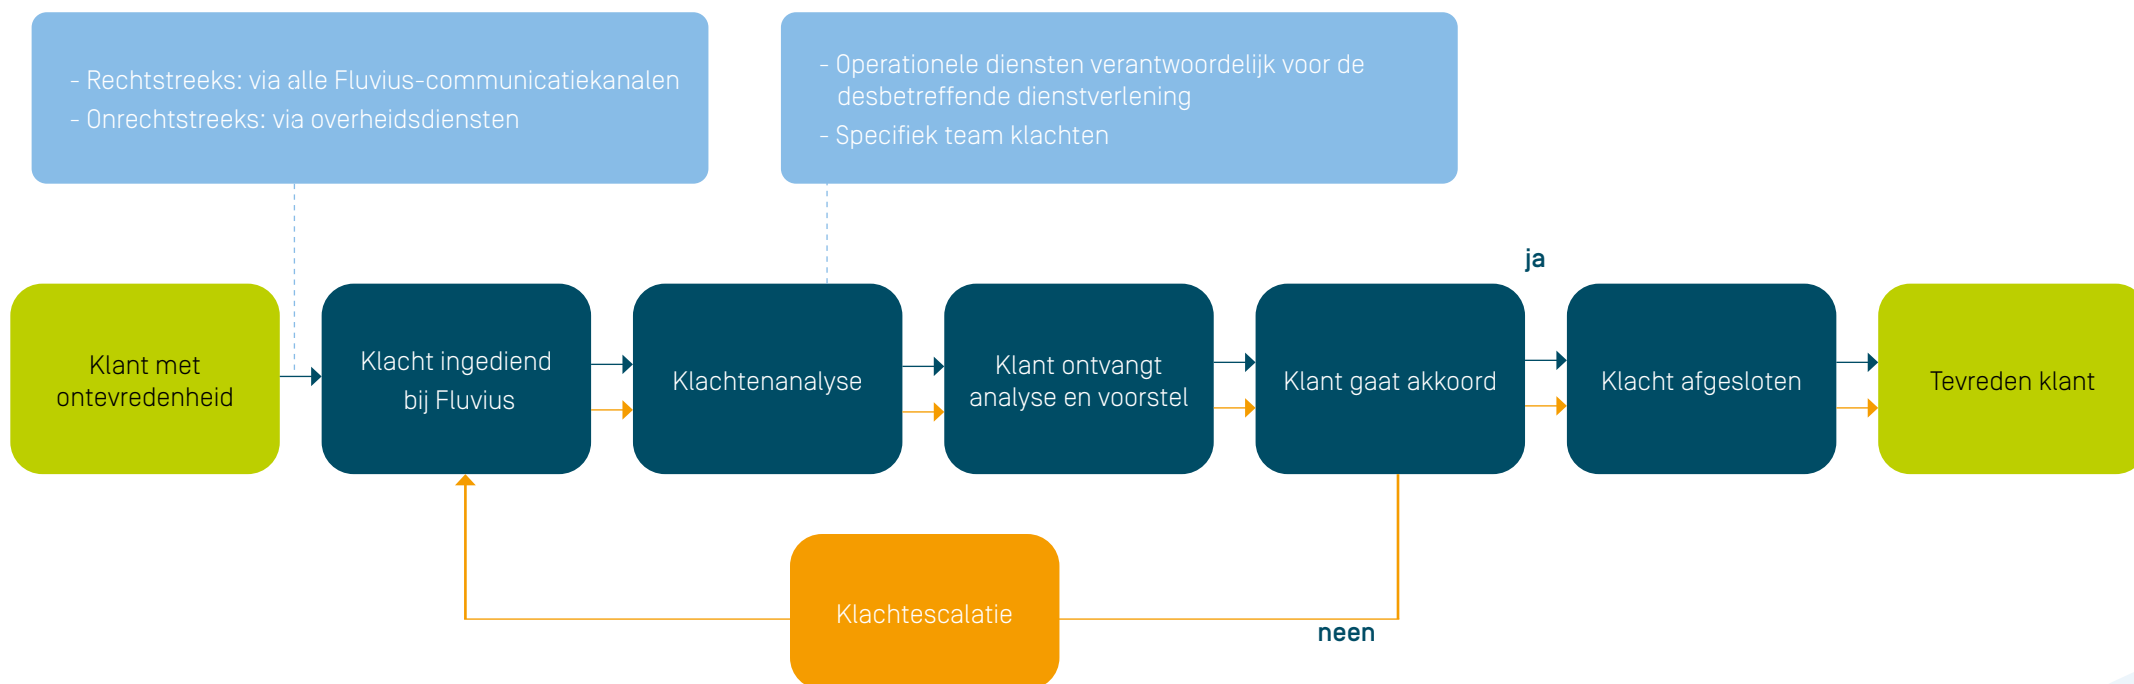 - Rechtstreeks: via alle Fluvius-communicatiekanalen
- Onrechtstreeks: via overheidsdiensten
- Operationele diensten verantwoordelijk voor de
desbetreffende dienstverlening
- Specifiek team klachten
ja
Klant met
ontevredenheid
Klacht ingediend
bij Fluvius
Klachtenanalyse
Klant ontvangt
analyse en voorstel
Klant gaat akkoord
Klacht afgesloten
Tevreden klant
Klachtescalatie
neen